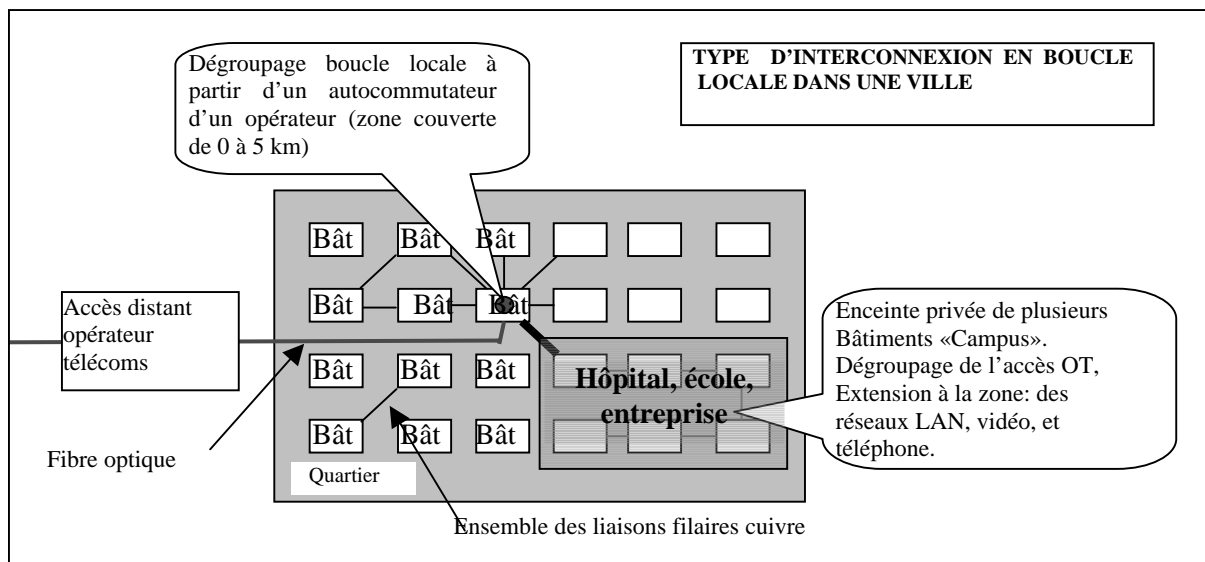 Dégroupage boucle locale à
partir d'un autocommutateur
d'un opérateur (zone couverte
de 0 à 5 km)
TYPE D'INTERCONNEXION EN BOUCLE
LOCALE DANS UNE VILLE
Bât Bât Bât
Bât Bât Bât
Accès distant
opérateur
télécoms
Enceinte privée de plusieurs
Bâtiments «Campus».
Dégroupage de l'accès OT,
Extension à la zone: des
réseaux LAN, vidéo, et
téléphone.
Bât Bât Bât
Hôpital, école,
entreprise
Bât Bât Bât
Fibre optique
Quartier
Ensemble des liaisons filaires cuivre